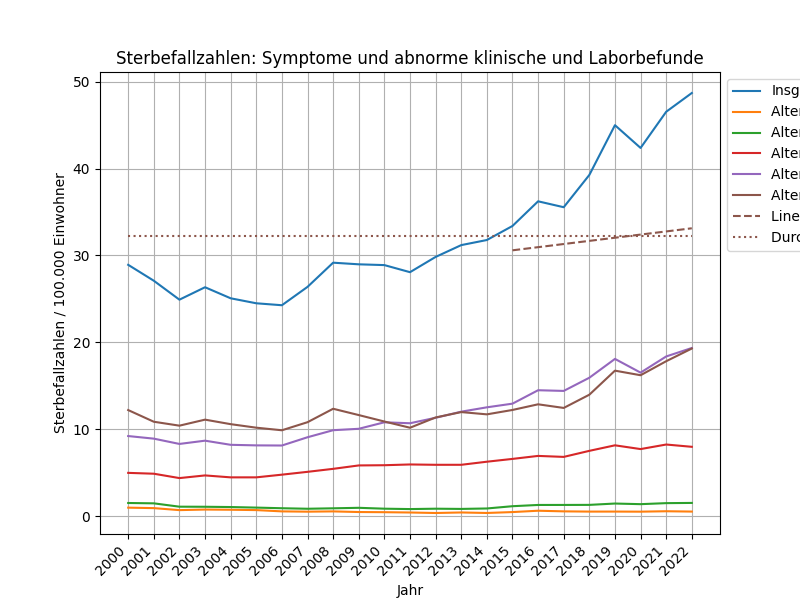 Sterbefallzahlen: Symptome und abnorme klinische und Laborbefunde
Sterbefallzahlen / 100.000 Einwohner
50
40
30
20
10
0
2000
2001
2002
2003
2004
2005
2006
2007
2008
2009
2010
2011
2012
2013
2014
2015
2016
2017
2018
2019
2020
2021
2022
Jahr
Insg
Alter
Alter
Alter
Alter
Alter
Line
Durc